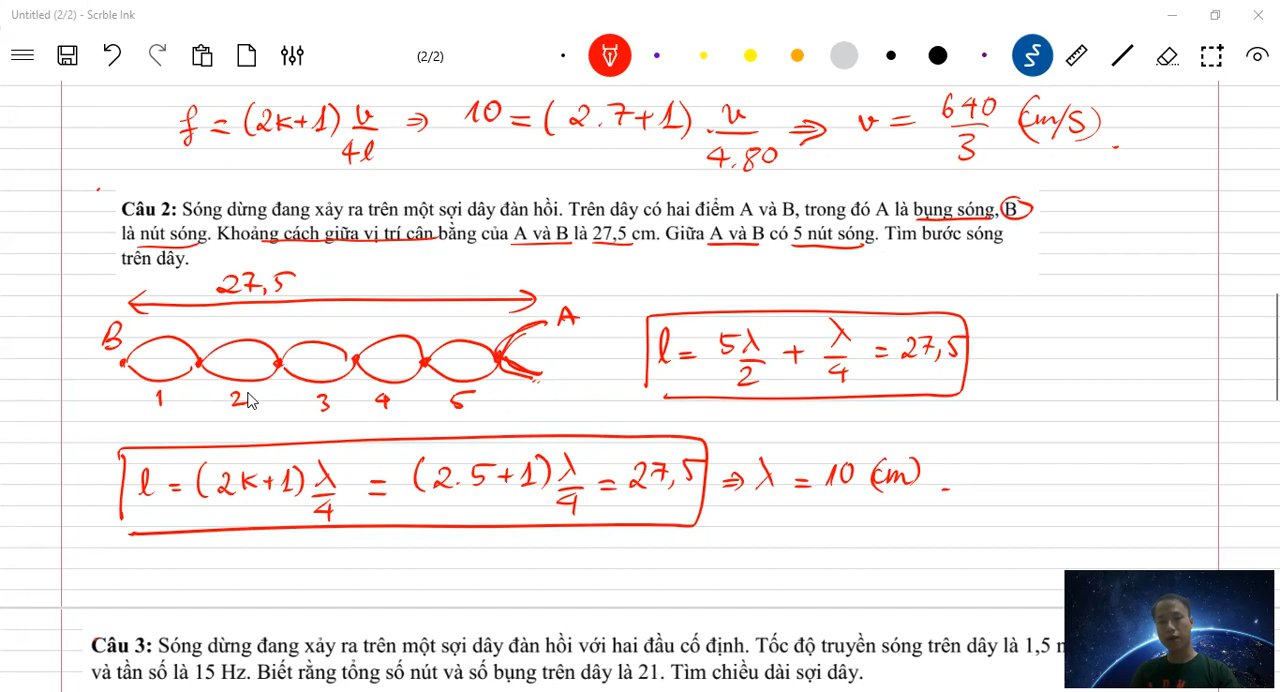 Untitled (2/2) - Scrble Ink
(2/2)
f = (2k+1) v/4l ⇒ 10 = (2.7+1) . v/4.80 ⇒ v = 640/3 (cm/s).
Câu 2: Sóng dừng đang xảy ra trên một sợi dây đàn hồi. Trên dây có hai điểm A và B, trong đó A là bụng sóng, B
là nút sóng. Khoảng cách giữa vị trí cân bằng của A và B là 27,5 cm. Giữa A và B có 5 nút sóng. Tìm bước sóng
trên dây.
27,5
B A
l = 5λ/2 + λ/4 = 27,5
1 2 3 4 5
l = (2k+1) λ/4 = (2.5+1) λ/4 = 27,5 ⇒ λ = 10 (cm).
Câu 3: Sóng dừng đang xảy ra trên một sợi dây đàn hồi với hai đầu cố định. Tốc độ truyền sóng trên dây là 1,5
và tần số là 15 Hz. Biết rằng tổng số nút và số bụng trên dây là 21. Tìm chiều dài sợi dây.